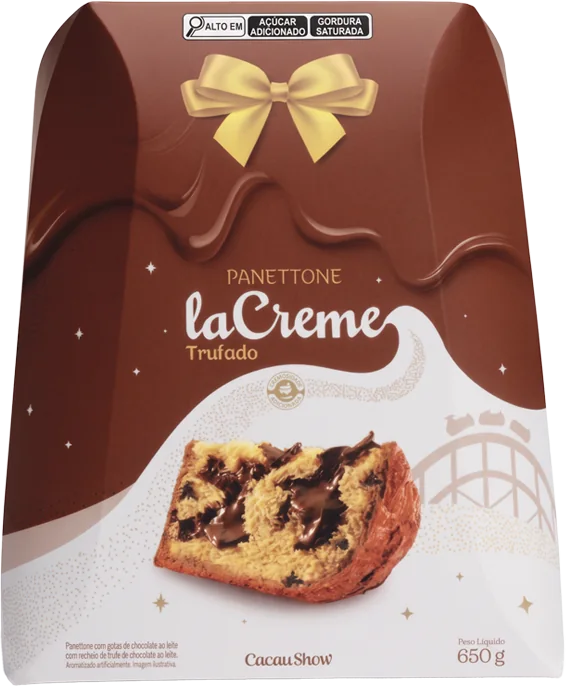 ALTO EM
AÇÚCAR ADICIONADO
GORDURA SATURADA
PANETTONE
laCreme
Trufado
Panettone com gotas de chocolate ao leite
com recheio de trufa de chocolate ao leite.
Aromatizado artificialmente. Imagem ilustrativa.
CacauShow
Peso Líquido
650 g